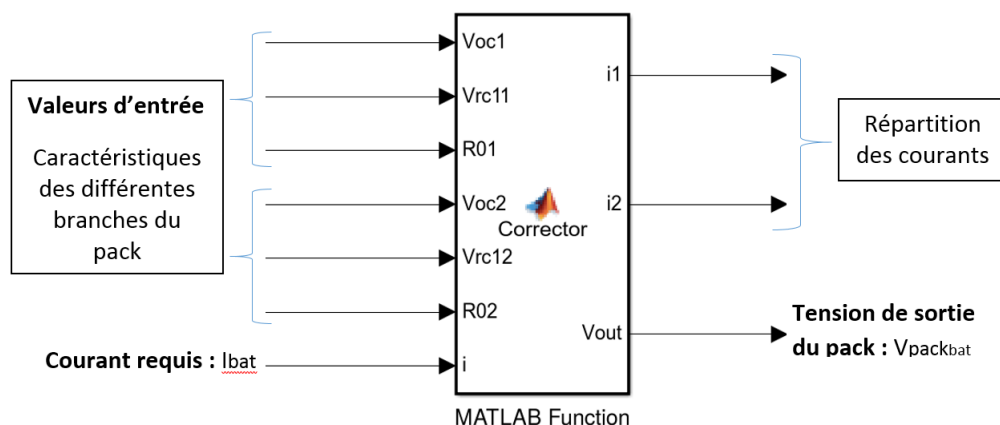 Valeurs d’entrée
Caractéristiques
des différentes
branches du
pack
Courant requis : Ibat
Voc1
Vrc11
R01
Voc2
Vrc12
R02
i
Corrector
i1
i2
Vout
MATLAB Function
Répartition
des courants
Tension de sortie
du pack : Vpackbat